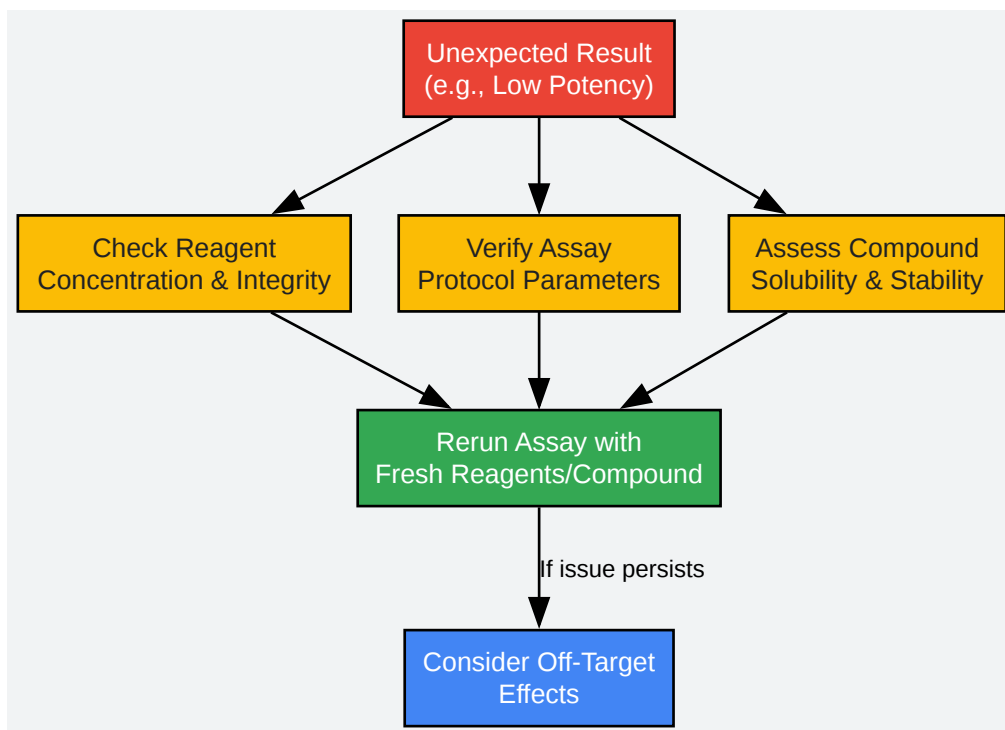 Unexpected Result
(e.g., Low Potency)
Check Reagent
Concentration & Integrity
Verify Assay
Protocol Parameters
Assess Compound
Solubility & Stability
Rerun Assay with
Fresh Reagents/Compound
If issue persists
Consider Off-Target
Effects